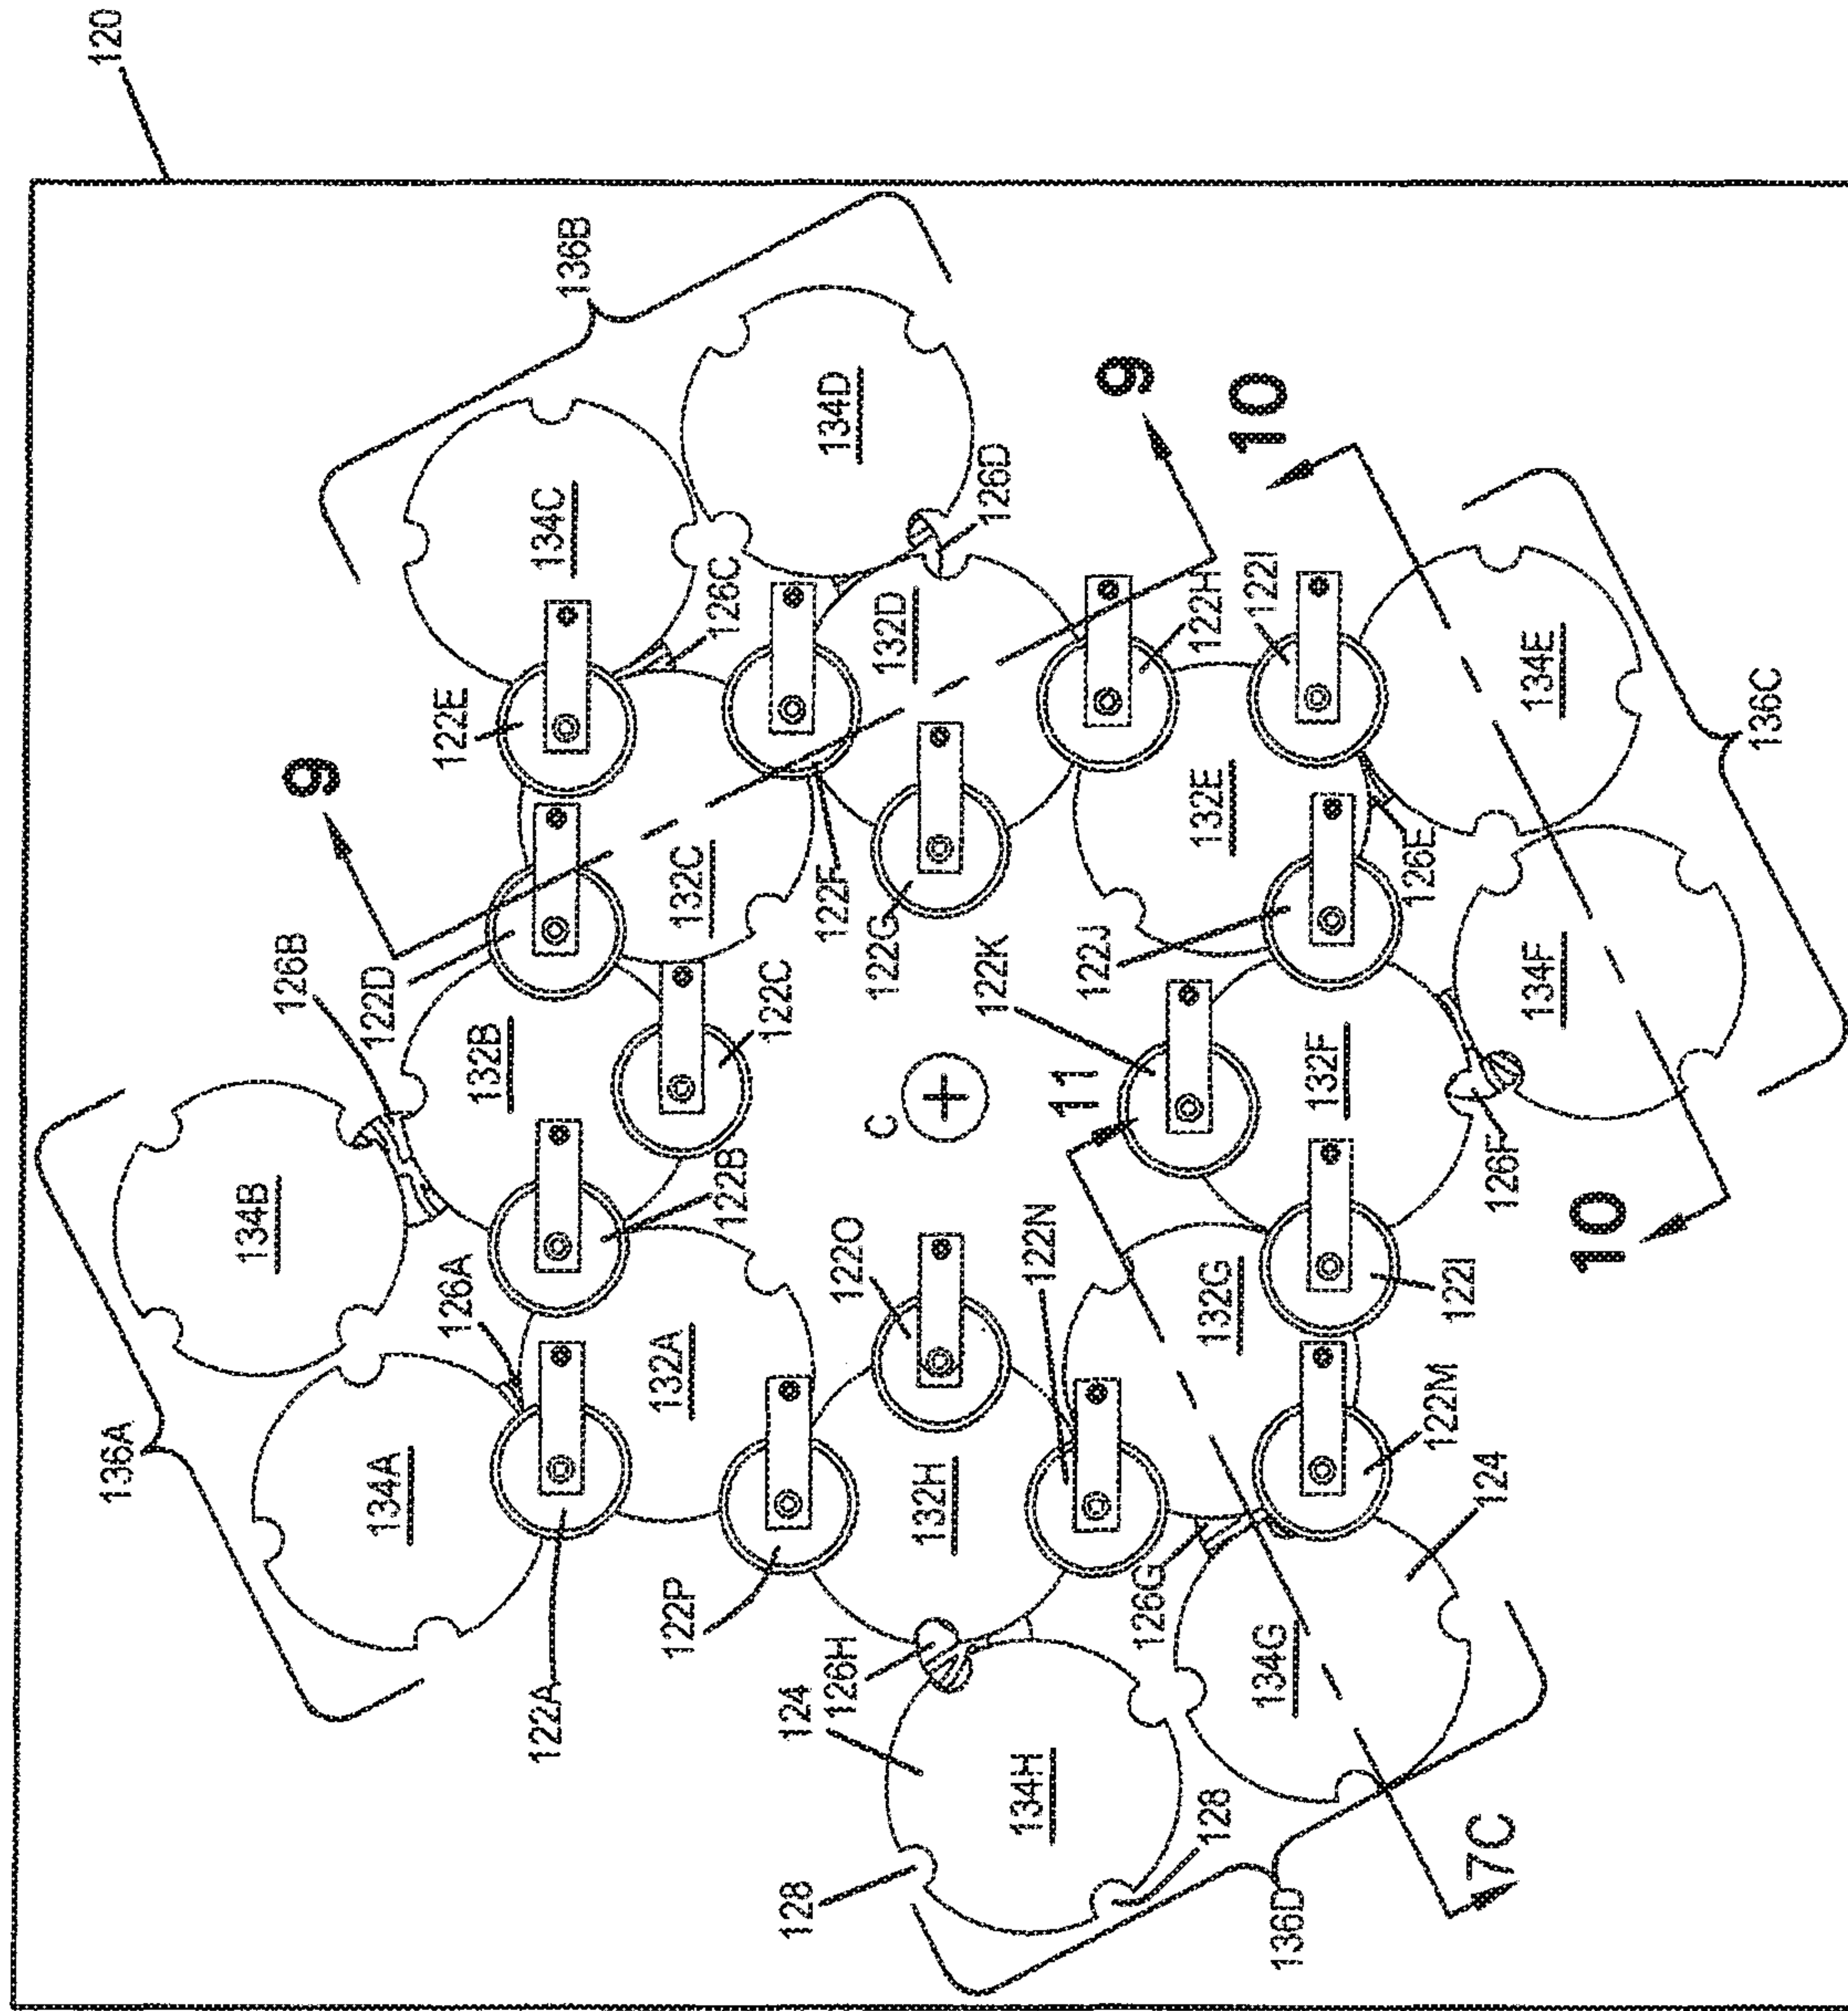 120
136A
136B
134A
134B
134C
134D
126A
126B
126C
126D
122A
122B
122C
122D
122E
122F
132A
132B
132C
132D
9
9
10
122P
122O
122G
122H
122I
132H
C
132E
134E
136C
124
126H
122N
11
122K
122J
126E
128
134H
128
126G
132G
132F
134F
136D
134G
124
122M
122I
126F
10
7C